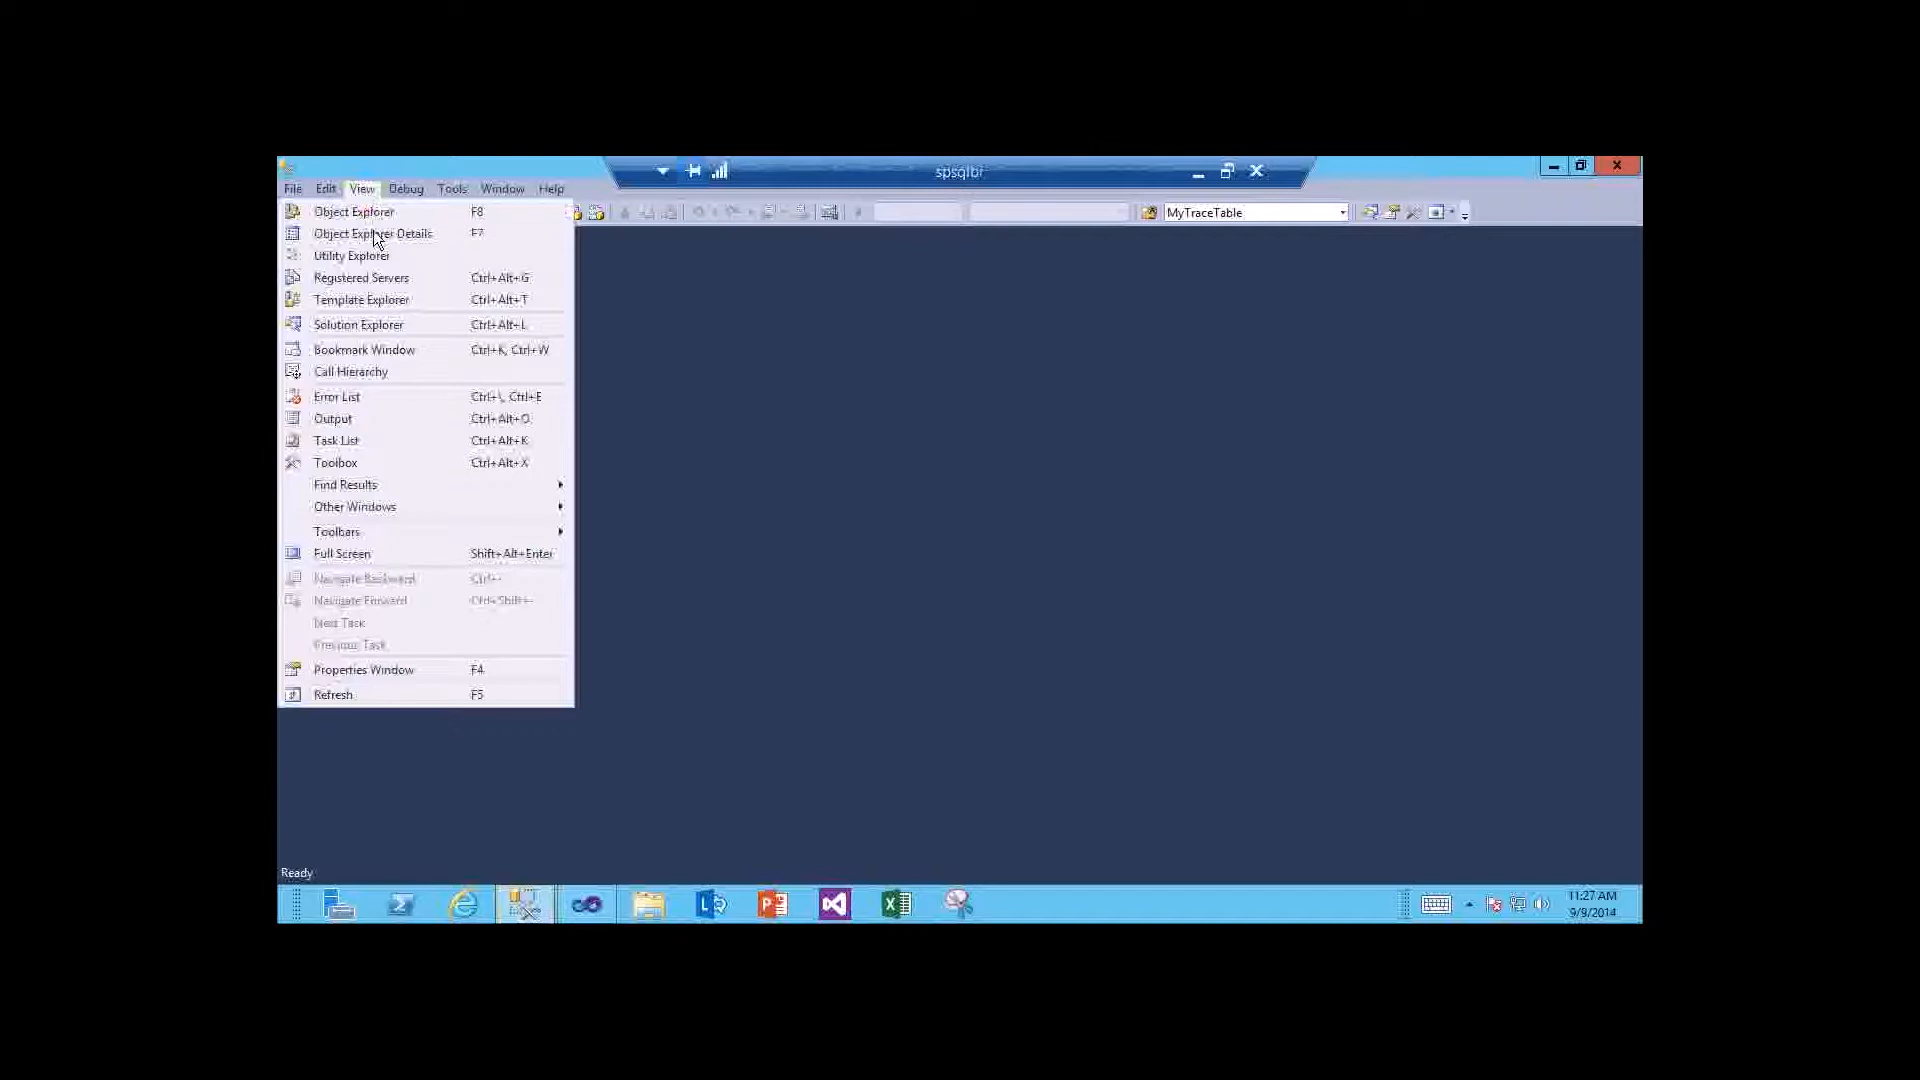 spsqlbi
File Edit View Debug Tools Window Help
MyTraceTable
Object Explorer F8
Object Explorer Details F7
Utility Explorer
Registered Servers Ctrl+Alt+G
Template Explorer Ctrl+Alt+T
Solution Explorer Ctrl+Alt+L
Bookmark Window Ctrl+K, Ctrl+W
Call Hierarchy
Error List Ctrl+\, Ctrl+E
Output Ctrl+Alt+O
Task List Ctrl+Alt+K
Toolbox Ctrl+Alt+X
Find Results
Other Windows
Toolbars
Full Screen Shift+Alt+Enter
Navigate Backward Ctrl+-
Navigate Forward Ctrl+Shift+-
Next Task
Previous Task
Properties Window F4
Refresh F5
Ready
11:27 AM
9/9/2014